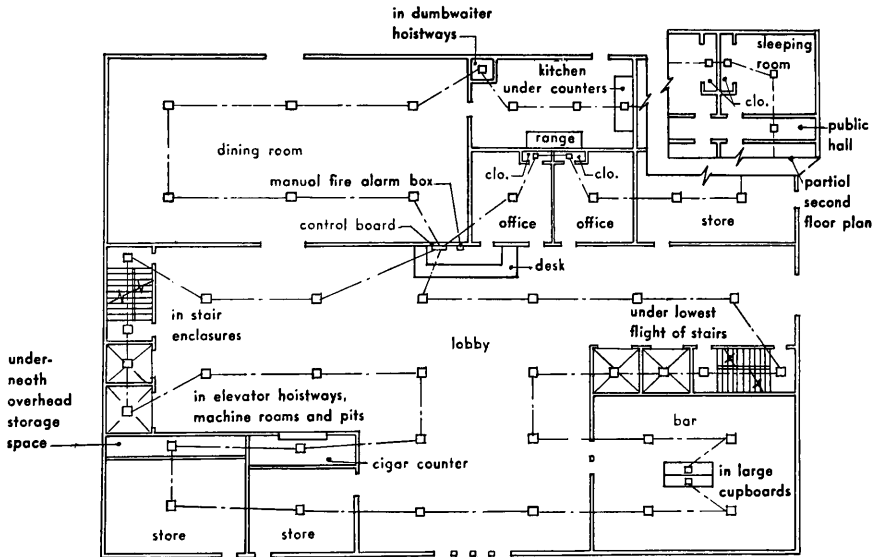 in dumbwaiter
hoistways
kitchen
under counters
sleeping
room
clo.
public
hall
partial
second
floor plan
dining room
range
clo.
clo.
manual fire alarm box
control board
office
office
store
desk
in stair
enclosures
under lowest
flight of stairs
lobby
under-
neath
overhead
storage
space
in elevator hoistways,
machine rooms and pits
bar
cigar counter
in large
cupboards
store
store